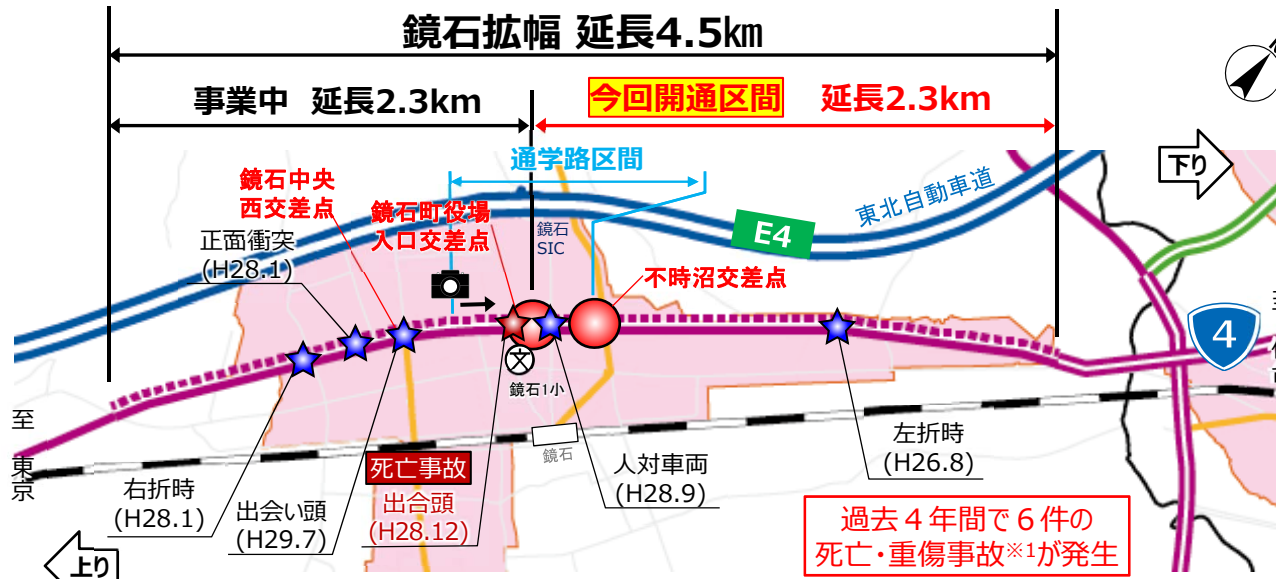 鏡石拡幅 延長4.5㎞
事業中 延長2.3km
今回開通区間 延長2.3km
通学路区間
下り
鏡石中央
西交差点
鏡石町役場
入口交差点
正面衝突
(H28.1)
鏡石
SIC
E4
東北自動車道
不時沼交差点
4
文
鏡石1小
至
東京
鏡石
右折時
(H28.1)
出会い頭
(H29.7)
死亡事故
出合頭
(H28.12)
人対車両
(H28.9)
左折時
(H26.8)
過去４年間で６件の
死亡・重傷事故※1が発生
上り